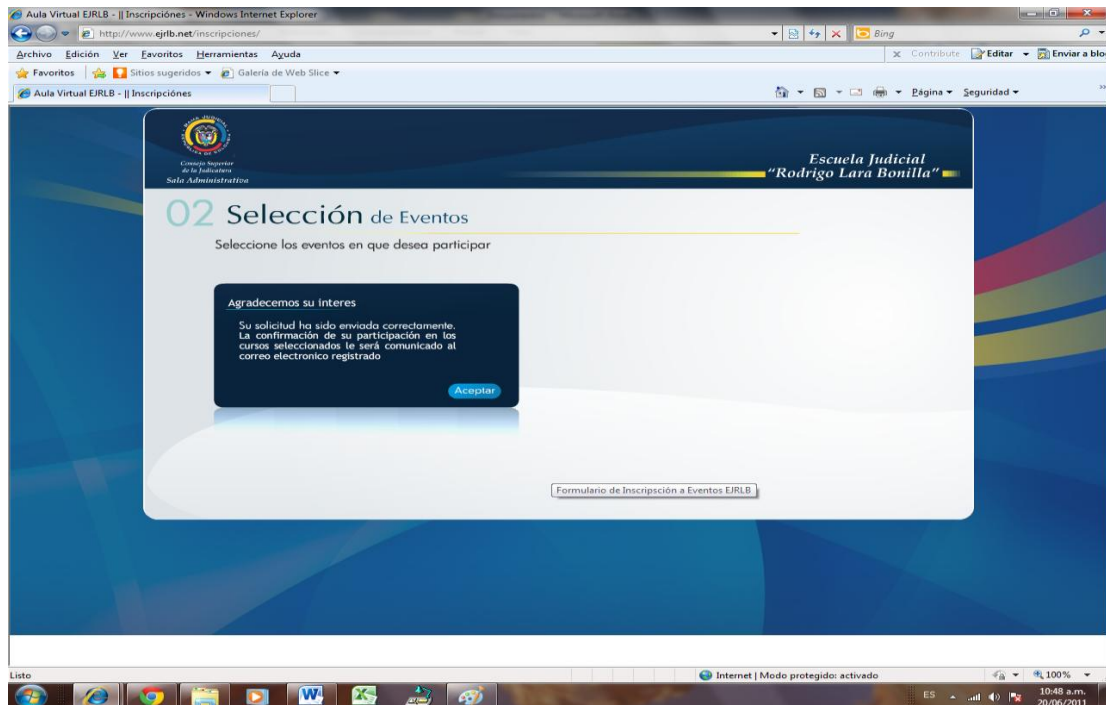 Aula Virtual EJRLB - || Inscripciónes - Windows Internet Explorer
http://www.ejrlb.net/inscripciones/
Bing
Archivo Edición Ver Favoritos Herramientas Ayuda
x Contribute Editar Enviar a blo
Favoritos Sitios sugeridos Galería de Web Slice
Aula Virtual EJRLB - || Inscripciónes
Página Seguridad
Consejo Superior
de la Judicatura
Sala Administrativa
Escuela Judicial
"Rodrigo Lara Bonilla"
02 Selección de Eventos
Seleccione los eventos en que desea participar
Agradecemos su interes
Su solicitud ha sido enviada correctamente.
La confirmación de su participación en los
cursos seleccionados le será comunicado al
correo electronico registrado
Aceptar
Formulario de Inscripsción a Eventos EJRLB
Listo
Internet | Modo protegido: activado
100%
ES
10:48 a.m.
20/06/2011